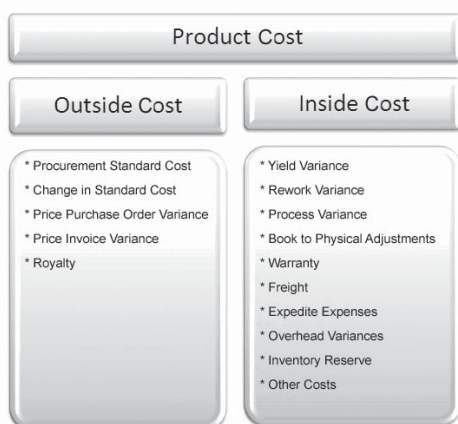 Product Cost
Outside Cost
* Procurement Standard Cost
* Change in Standard Cost
* Price Purchase Order Variance
* Price Invoice Variance
* Royalty
Inside Cost
* Yield Variance
* Rework Variance
* Process Variance
* Book to Physical Adjustments
* Warranty
* Freight
* Expedite Expenses
* Overhead Variances
* Inventory Reserve
* Other Costs